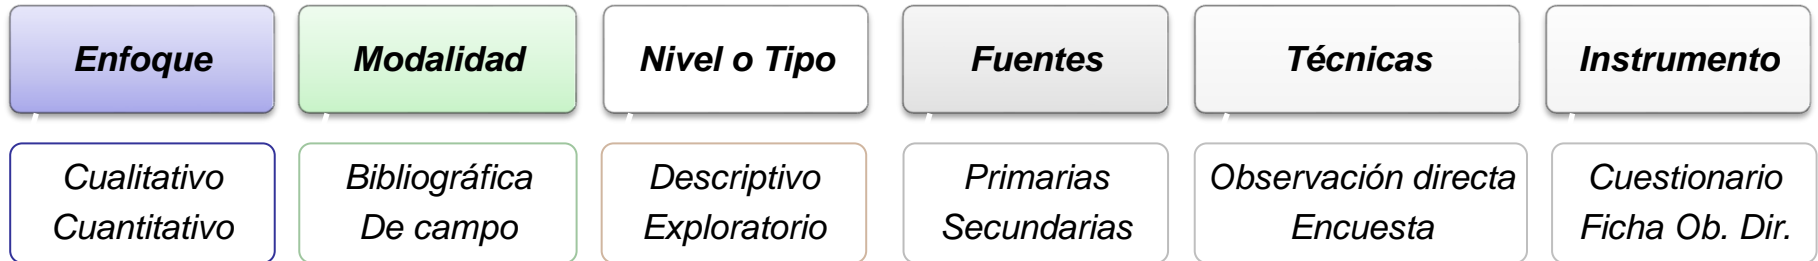 Enfoque
Modalidad
Nivel o Tipo
Fuentes
Técnicas
Instrumento
Cualitativo
Cuantitativo
Bibliográfica
De campo
Descriptivo
Exploratorio
Primarias
Secundarias
Observación directa
Encuesta
Cuestionario
Ficha Ob. Dir.